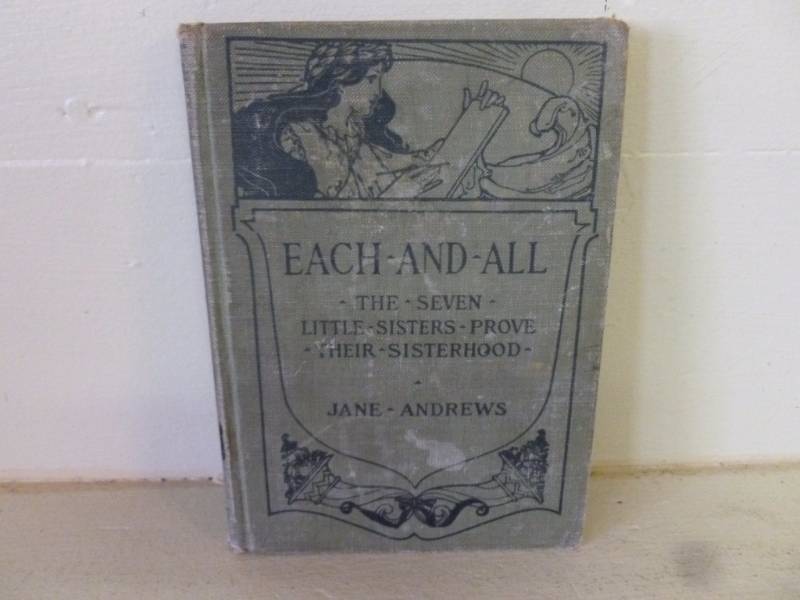 EACH-AND-ALL
-THE-SEVEN-
LITTLE-SISTERS-PROVE
-THEIR-SISTERHOOD-
JANE-ANDREWS